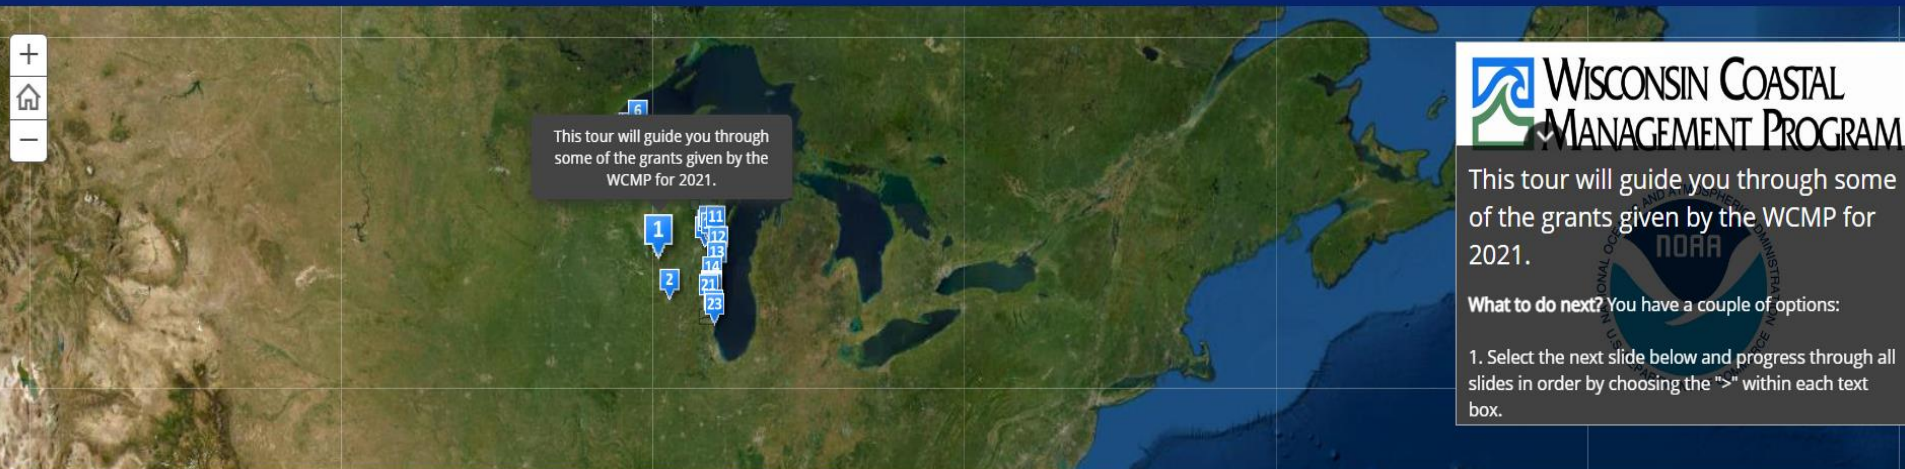 +
−
6
This tour will guide you through
some of the grants given by the
WCMP for 2021.
1
2
11
12
13
14
21
23
WISCONSIN COASTAL
MANAGEMENT PROGRAM
This tour will guide you through some
of the grants given by the WCMP for
2021.
What to do next? You have a couple of options:
1. Select the next slide below and progress through all
slides in order by choosing the ">" within each text
box.
NOAA